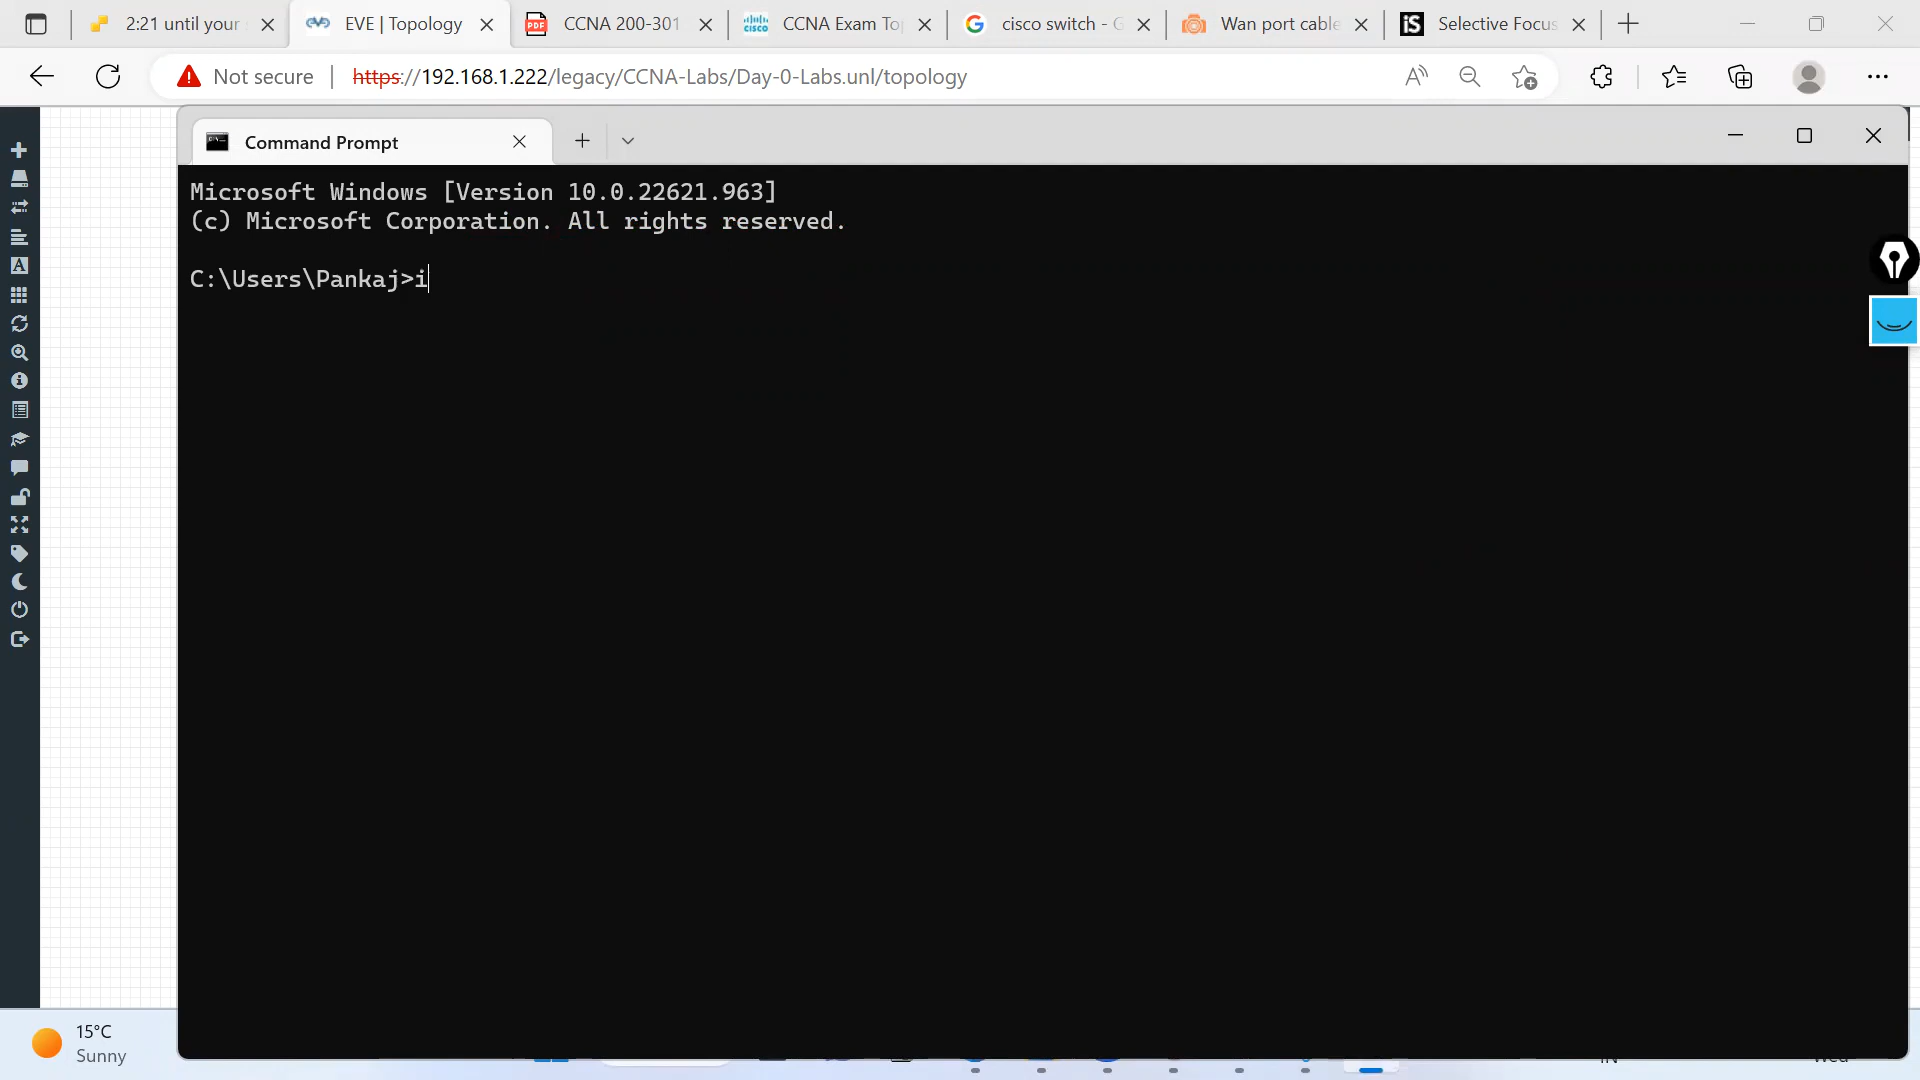 2:21 until your
EVE | Topology
CCNA 200-301
CCNA Exam To
cisco switch - G
Wan port cable
Selective Focus
Not secure
https://192.168.1.222/legacy/CCNA-Labs/Day-0-Labs.unl/topology
Command Prompt
Microsoft Windows [Version 10.0.22621.963]
(c) Microsoft Corporation. All rights reserved.
C:\Users\Pankaj>i
15°C
Sunny